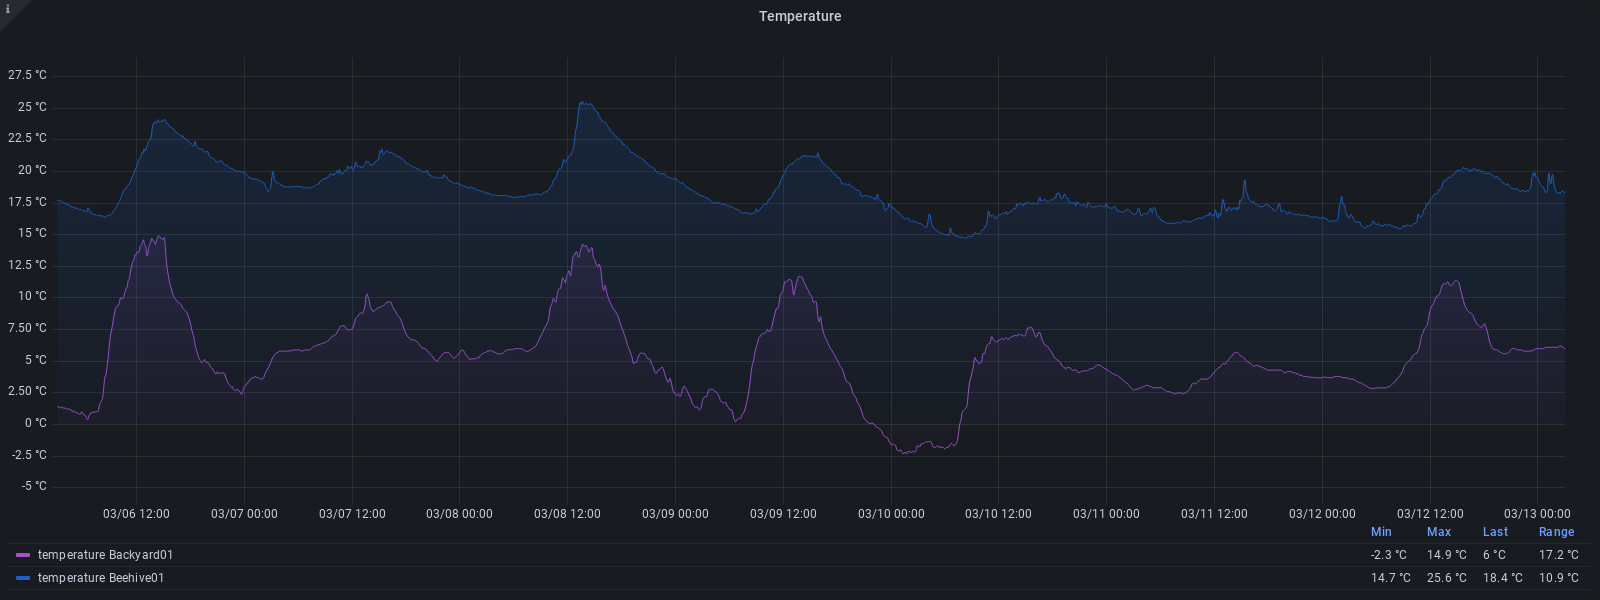 i
Temperature
27.5 °C
25 °C
22.5 °C
20 °C
17.5 °C
15 °C
12.5 °C
10 °C
7.50 °C
5 °C
2.50 °C
0 °C
-2.5 °C
-5 °C
03/06 12:00 03/07 00:00 03/07 12:00 03/08 00:00 03/08 12:00 03/09 00:00 03/09 12:00 03/10 00:00 03/10 12:00 03/11 00:00 03/11 12:00 03/12 00:00 03/12 12:00 03/13 00:00
Min Max Last Range
temperature Backyard01 -2.3 °C 14.9 °C 6 °C 17.2 °C
temperature Beehive01 14.7 °C 25.6 °C 18.4 °C 10.9 °C